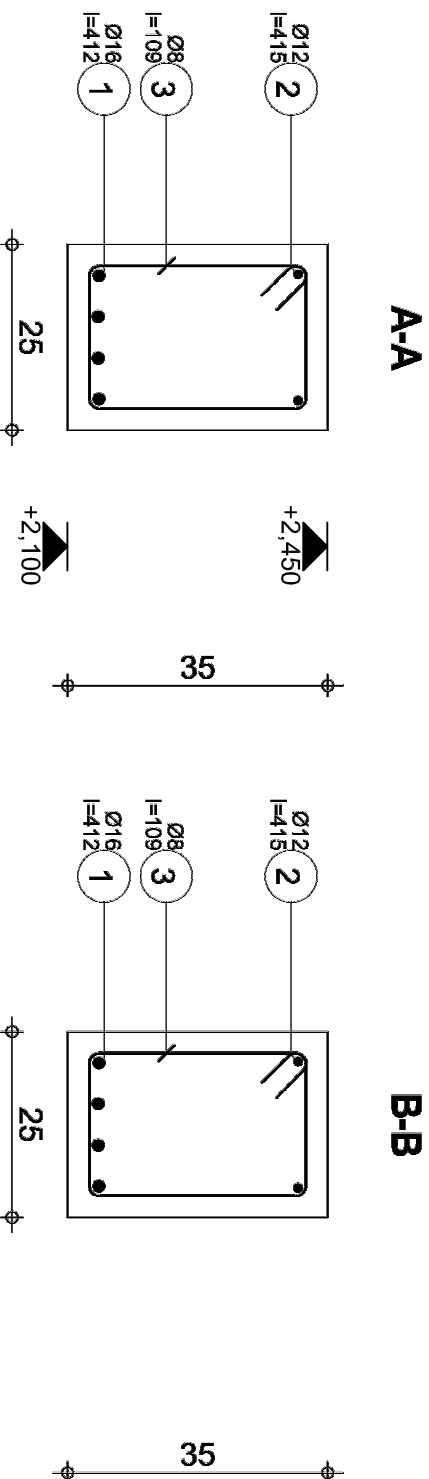 A-A
Ø12
l=415
2
Ø8
l=109
3
Ø16
l=412
1
25
+2,450
+2,100
35
B-B
Ø12
l=415
2
Ø8
l=109
3
Ø16
l=412
1
25
35